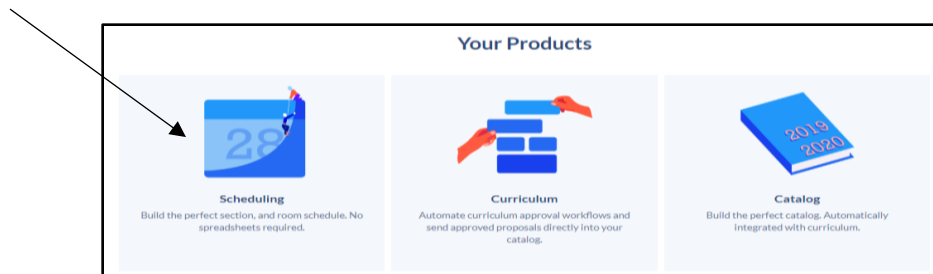 Your Products
28
Scheduling
Build the perfect section, and room schedule. No
spreadsheets required.
Curriculum
Automate curriculum approval workflows and
send approved proposals directly into your
catalog.
2019
2020
Catalog
Build the perfect catalog. Automatically
integrated with curriculum.